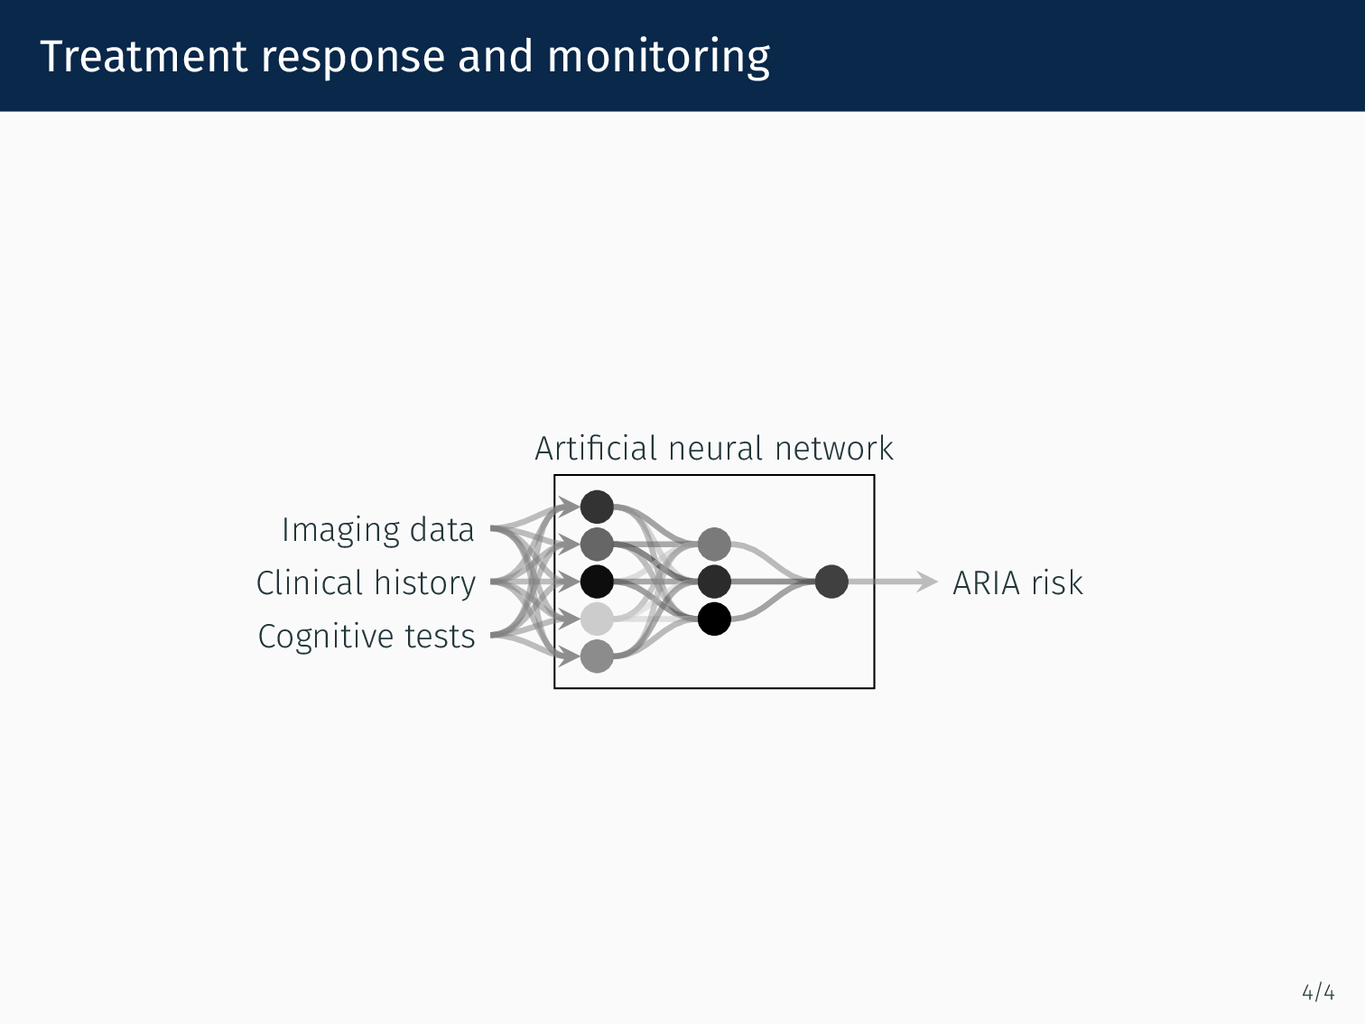 Treatment response and monitoring
Artificial neural network
Imaging data
Clinical history
Cognitive tests
ARIA risk
4/4